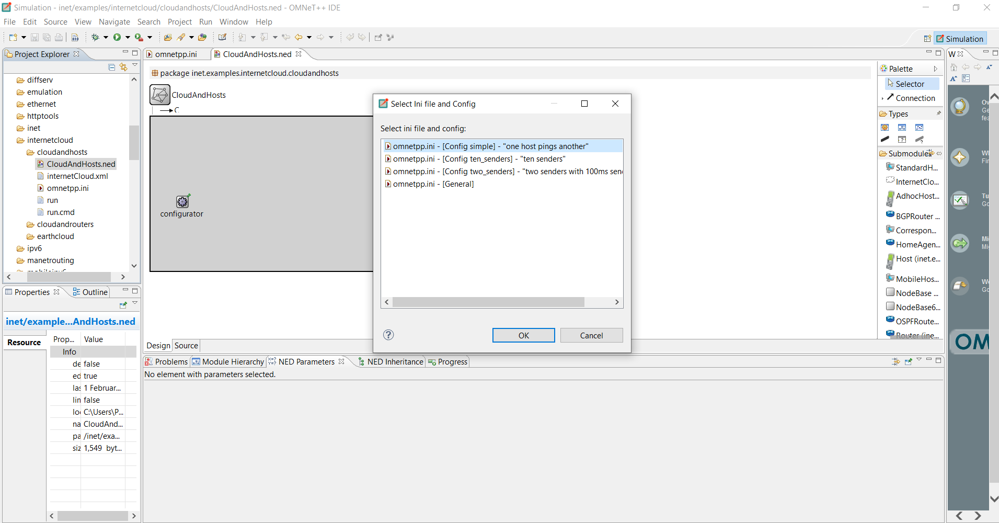 Simulation - inet/examples/internetcloud/cloudandhosts/CloudAndHosts.ned - OMNeT++ IDE
File Edit Source View Navigate Search Project Run Window Help
Simulation
Project Explorer
diffserv
emulation
ethernet
httptools
inet
internetcloud
cloudandhosts
CloudAndHosts.ned
internetCloud.xml
omnetpp.ini
run
run.cmd
cloudandrouters
earthcloud
ipv6
manetrouting
Properties Outline
inet/example...AndHosts.ned
Resource
Prop... Value
Info
de false
ed true
las 1 Februar...
lin false
loc C:\Users\P...
na CloudAnd...
pa /inet/exa...
siz 1,549 byt...
omnetpp.ini CloudAndHosts.ned
package inet.examples.internetcloud.cloudandhosts
CloudAndHosts
C
configurator
Design Source
Select Ini file and Config
Select ini file and config:
omnetpp.ini - [Config simple] - "one host pings another"
omnetpp.ini - [Config ten_senders] - "ten senders"
omnetpp.ini - [Config two_senders] - "two senders with 100ms sen
omnetpp.ini - [General]
OK Cancel
Palette
Selector
Connection
Types
Submodules
StandardH...
InternetClo...
AdhocHost...
BGPRouter ...
Correspon...
HomeAgen...
Host (inet.e...
MobileHos...
NodeBase ...
NodeBase6...
OSPFRoute...
Router (ine...
Problems Module Hierarchy NED Parameters NED Inheritance Progress
No element with parameters selected.
W
Ov
Ge
fea
Wl
Fir
Tu
Go
Mi
Mi
Wo
Go
OM